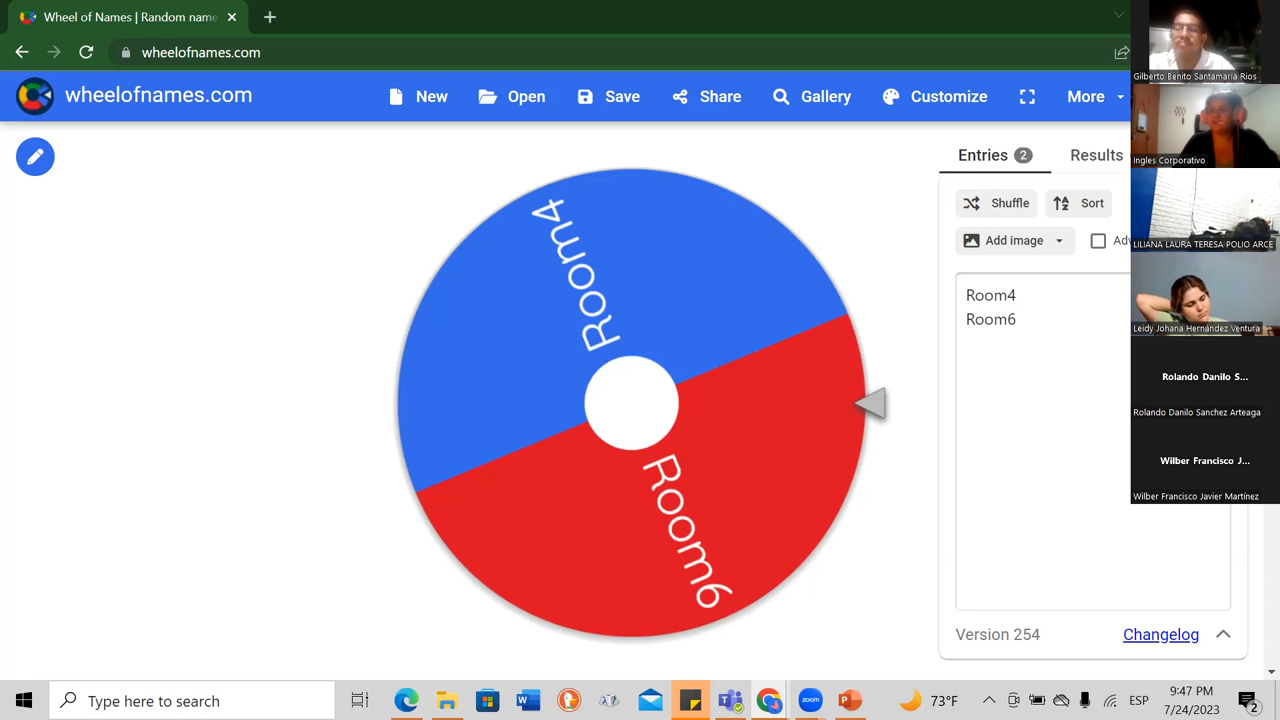 Wheel of Names | Random name
wheelofnames.com
wheelofnames.com
New
Open
Save
Share
Gallery
Customize
More
Entries 2
Results
Shuffle
Sort
Add image
Room4
Room6
Room4
Room6
Version 254
Changelog
Gilberto Benito Santamaria Rios
Ingles Corporativo
LILIANA LAURA TERESA POLIO ARCE
Leidy Johana Hernández Ventura
Rolando Danilo S...
Rolando Danilo Sanchez Arteaga
Wilber Francisco J...
Wilber Francisco Javier Martínez
Type here to search
zoom
73°F
ESP
9:47 PM
7/24/2023
2